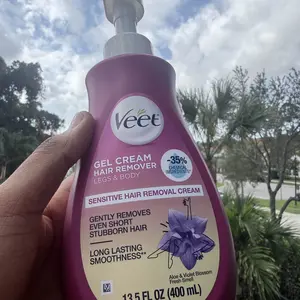 Veet
GEL CREAM
HAIR REMOVER
LEGS & BODY
-35%
SENSITIVE HAIR REMOVAL CREAM
GENTLY REMOVES
EVEN SHORT
STUBBORN HAIR
LONG LASTING
SMOOTHNESS**
Aloe & Violet Blossom
Fresh Smell
13.5 FL OZ (400 mL)